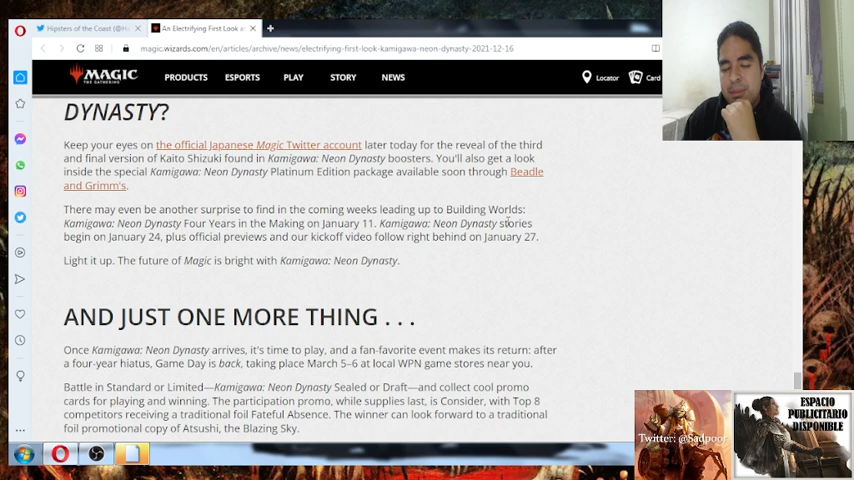 Hipsters of the Coast (@Hi
An Electrifying First Look a
magic.wizards.com/en/articles/archive/news/electrifying-first-look-kamigawa-neon-dynasty-2021-12-16
MAGIC
THE GATHERING
PRODUCTS
ESPORTS
PLAY
STORY
NEWS
Locator
Card
DYNASTY?
Keep your eyes on the official Japanese Magic Twitter account later today for the reveal of the third
and final version of Kaito Shizuki found in Kamigawa: Neon Dynasty boosters. You'll also get a look
inside the special Kamigawa: Neon Dynasty Platinum Edition package available soon through Beadle
and Grimm's.
There may even be another surprise to find in the coming weeks leading up to Building Worlds:
Kamigawa: Neon Dynasty Four Years in the Making on January 11. Kamigawa: Neon Dynasty stories
begin on January 24, plus official previews and our kickoff video follow right behind on January 27.
Light it up. The future of Magic is bright with Kamigawa: Neon Dynasty.
AND JUST ONE MORE THING . . .
Once Kamigawa: Neon Dynasty arrives, it's time to play, and a fan-favorite event makes its return: after
a four-year hiatus, Game Day is back, taking place March 5–6 at local WPN game stores near you.
Battle in Standard or Limited—Kamigawa: Neon Dynasty Sealed or Draft—and collect cool promo
cards for playing and winning. The participation promo, while supplies last, is Consider, with Top 8
competitors receiving a traditional foil Fateful Absence. The winner can look forward to a traditional
foil promotional copy of Atsushi, the Blazing Sky.
Twitter: @Sadpoor
ESPACIO
PUBLICITARIO
DISPONIBLE